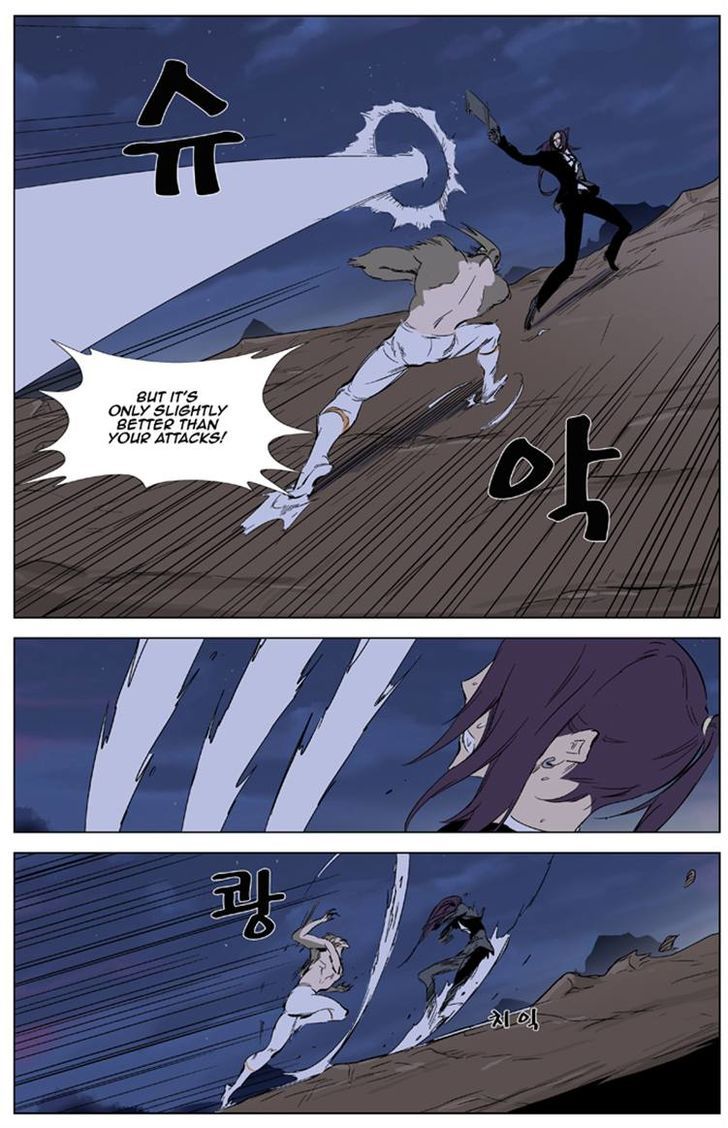 슈
BUT IT'S
ONLY SLIGHTLY
BETTER THAN
YOUR ATTACKS!
악
쾅
치익